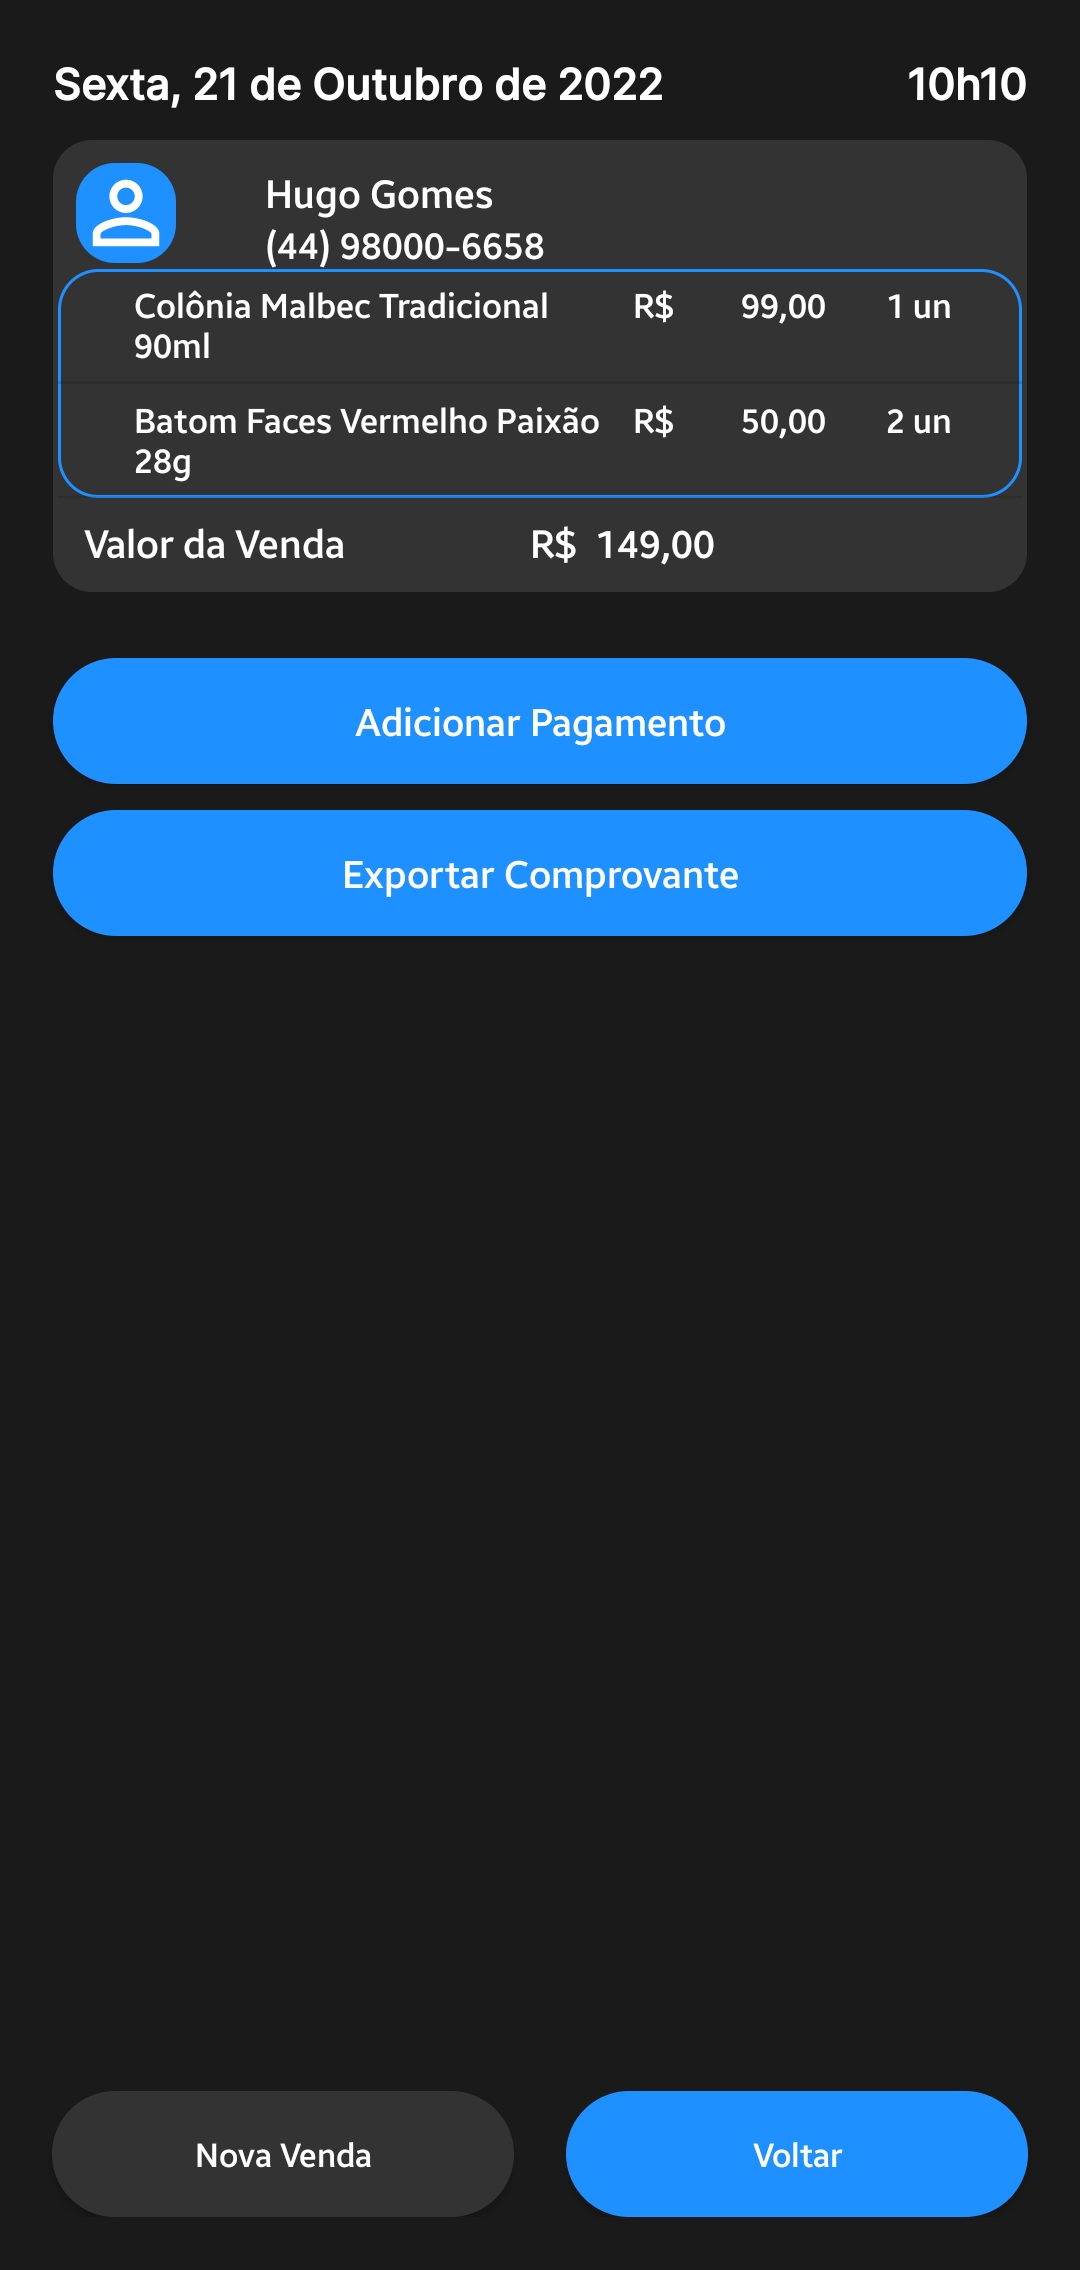 Sexta, 21 de Outubro de 2022 10h10
Hugo Gomes
(44) 98000-6658
Colônia Malbec Tradicional R$ 99,00 1 un
90ml
Batom Faces Vermelho Paixão R$ 50,00 2 un
28g
Valor da Venda R$ 149,00
Adicionar Pagamento
Exportar Comprovante
Nova Venda Voltar